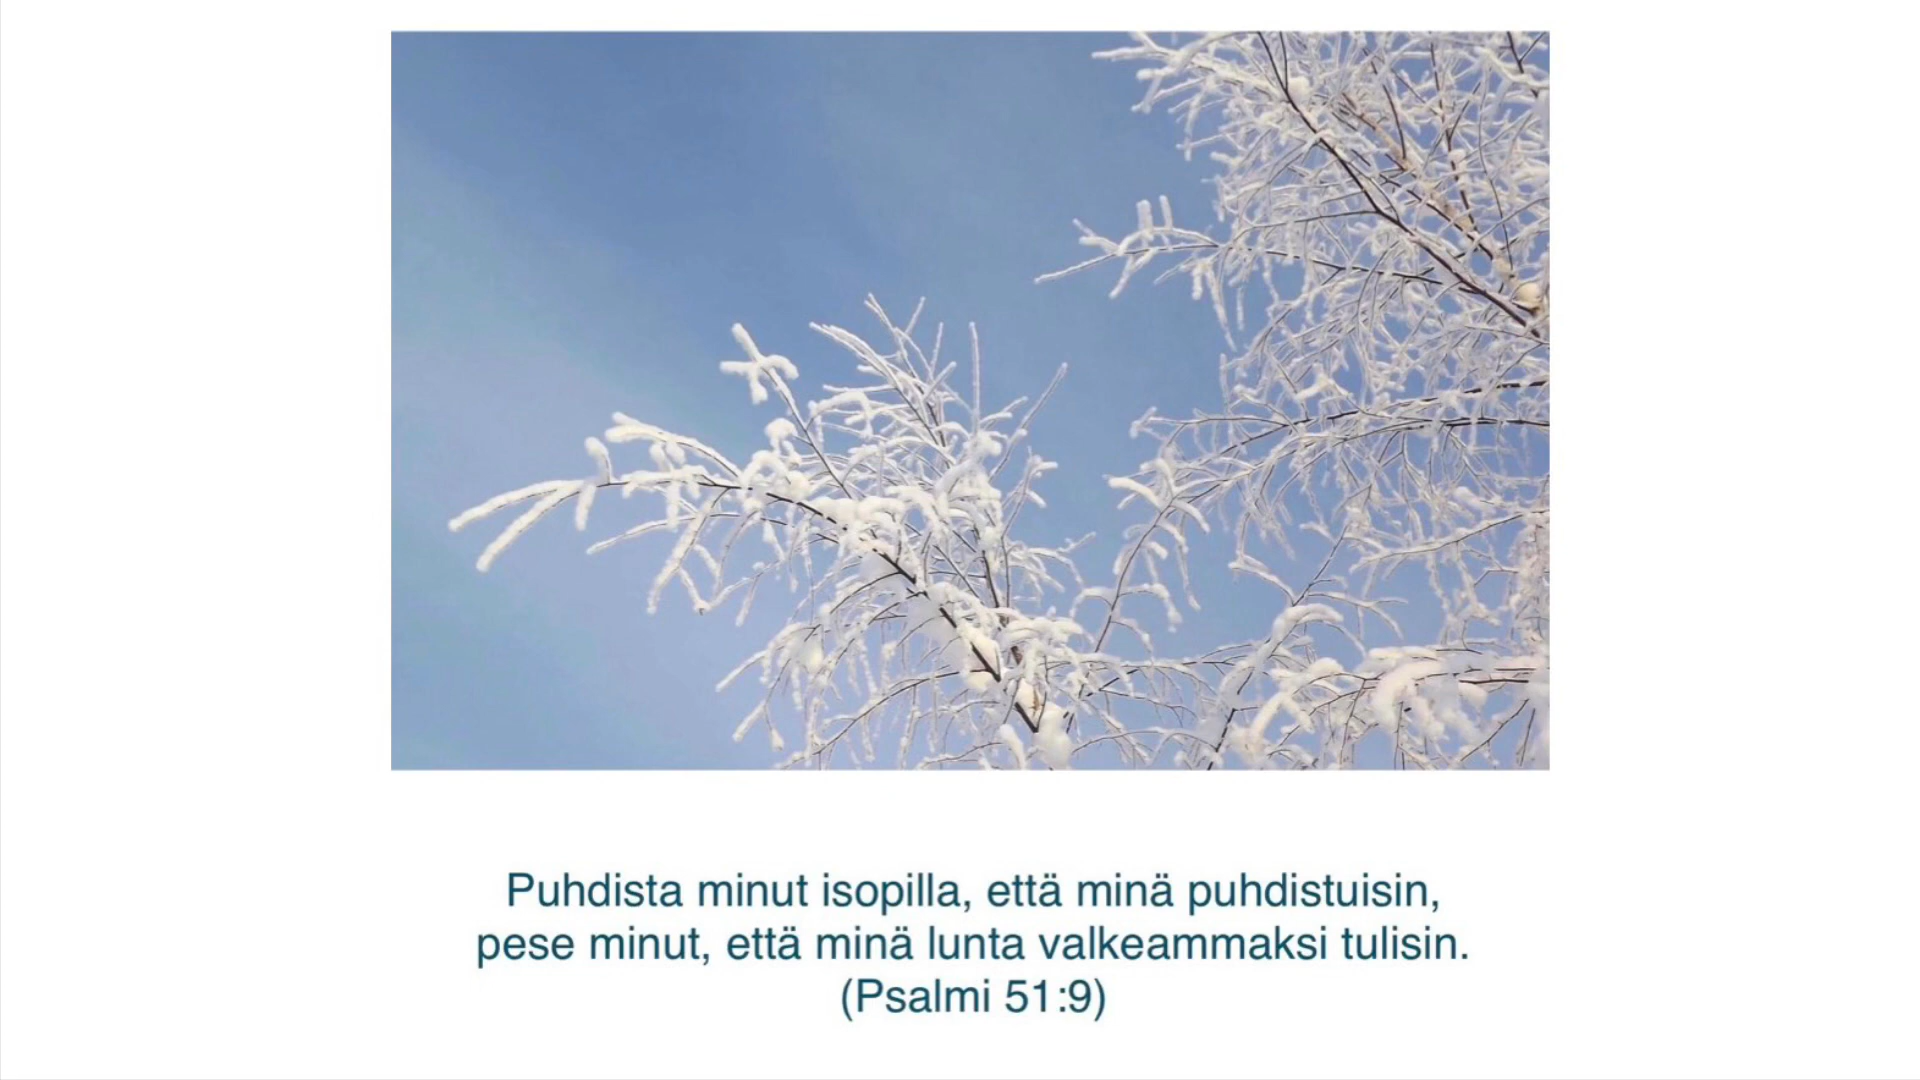 Puhdista minut isopilla, että minä puhdistuisin,
pese minut, että minä lunta valkeammaksi tulisin.
(Psalmi 51:9)